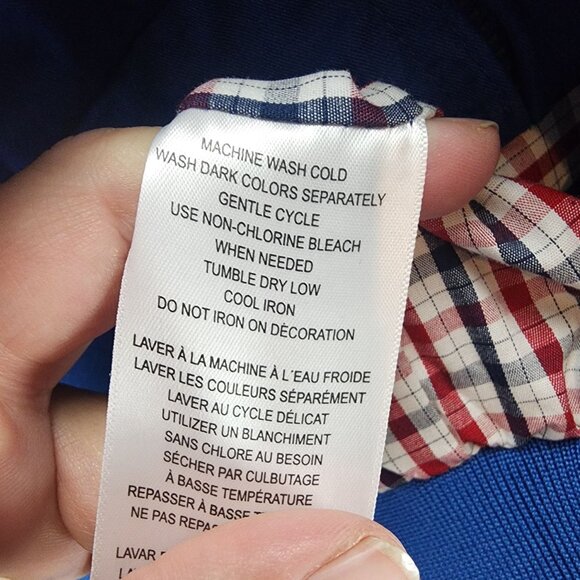 MACHINE WASH COLD
WASH DARK COLORS SEPARATELY
GENTLE CYCLE
USE NON-CHLORINE BLEACH
WHEN NEEDED
TUMBLE DRY LOW
COOL IRON
DO NOT IRON ON DECORATION
LAVER À LA MACHINE À L´EAU FROIDE
LAVER LES COULEURS SÉPARÉMENT
LAVER AU CYCLE DÉLICAT
UTILIZER UN BLANCHIMENT
SANS CHLORE AU BESOIN
SÉCHER PAR CULBUTAGE
À BASSE TEMPÉRATURE
REPASSER À BASSE
NE PAS
LAVAR